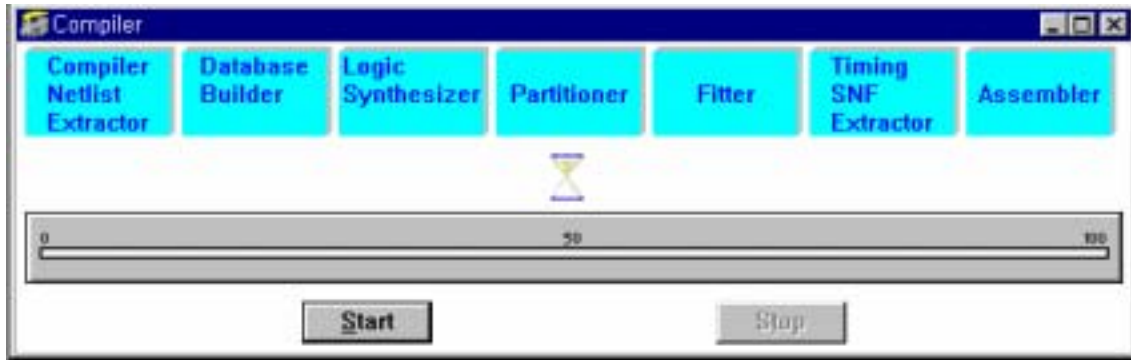 Compiler
Compiler
Netlist
Extractor
Database
Builder
Logic
Synthesizer
Partitioner
Fitter
Timing
SNF
Extractor
Assembler
0 50 100
Start
Stop